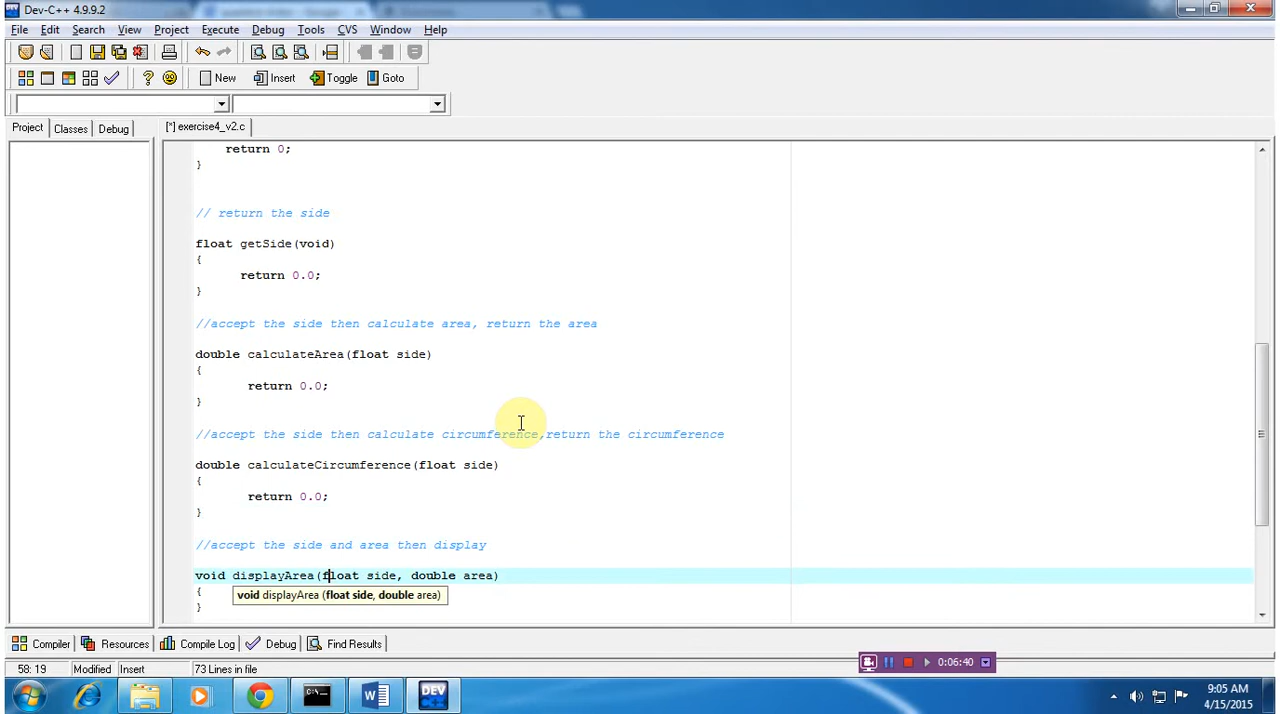 Dev-C++ 4.9.9.2
File Edit Search View Project Execute Debug Tools CVS Window Help
New Insert Toggle Goto
Project Classes Debug [*] exercise4_v2.c
return 0;
}
// return the side
float getSide(void)
{
return 0.0;
}
//accept the side then calculate area, return the area
double calculateArea(float side)
{
return 0.0;
}
//accept the side then calculate circumference,return the circumference
double calculateCircumference(float side)
{
return 0.0;
}
//accept the side and area then display
void displayArea(float side, double area)
{
void displayArea (float side, double area)
}
Compiler Resources Compile Log Debug Find Results
58: 19 Modified Insert 73 Lines in file
0:06:40
DEV
9:05 AM
4/15/2015